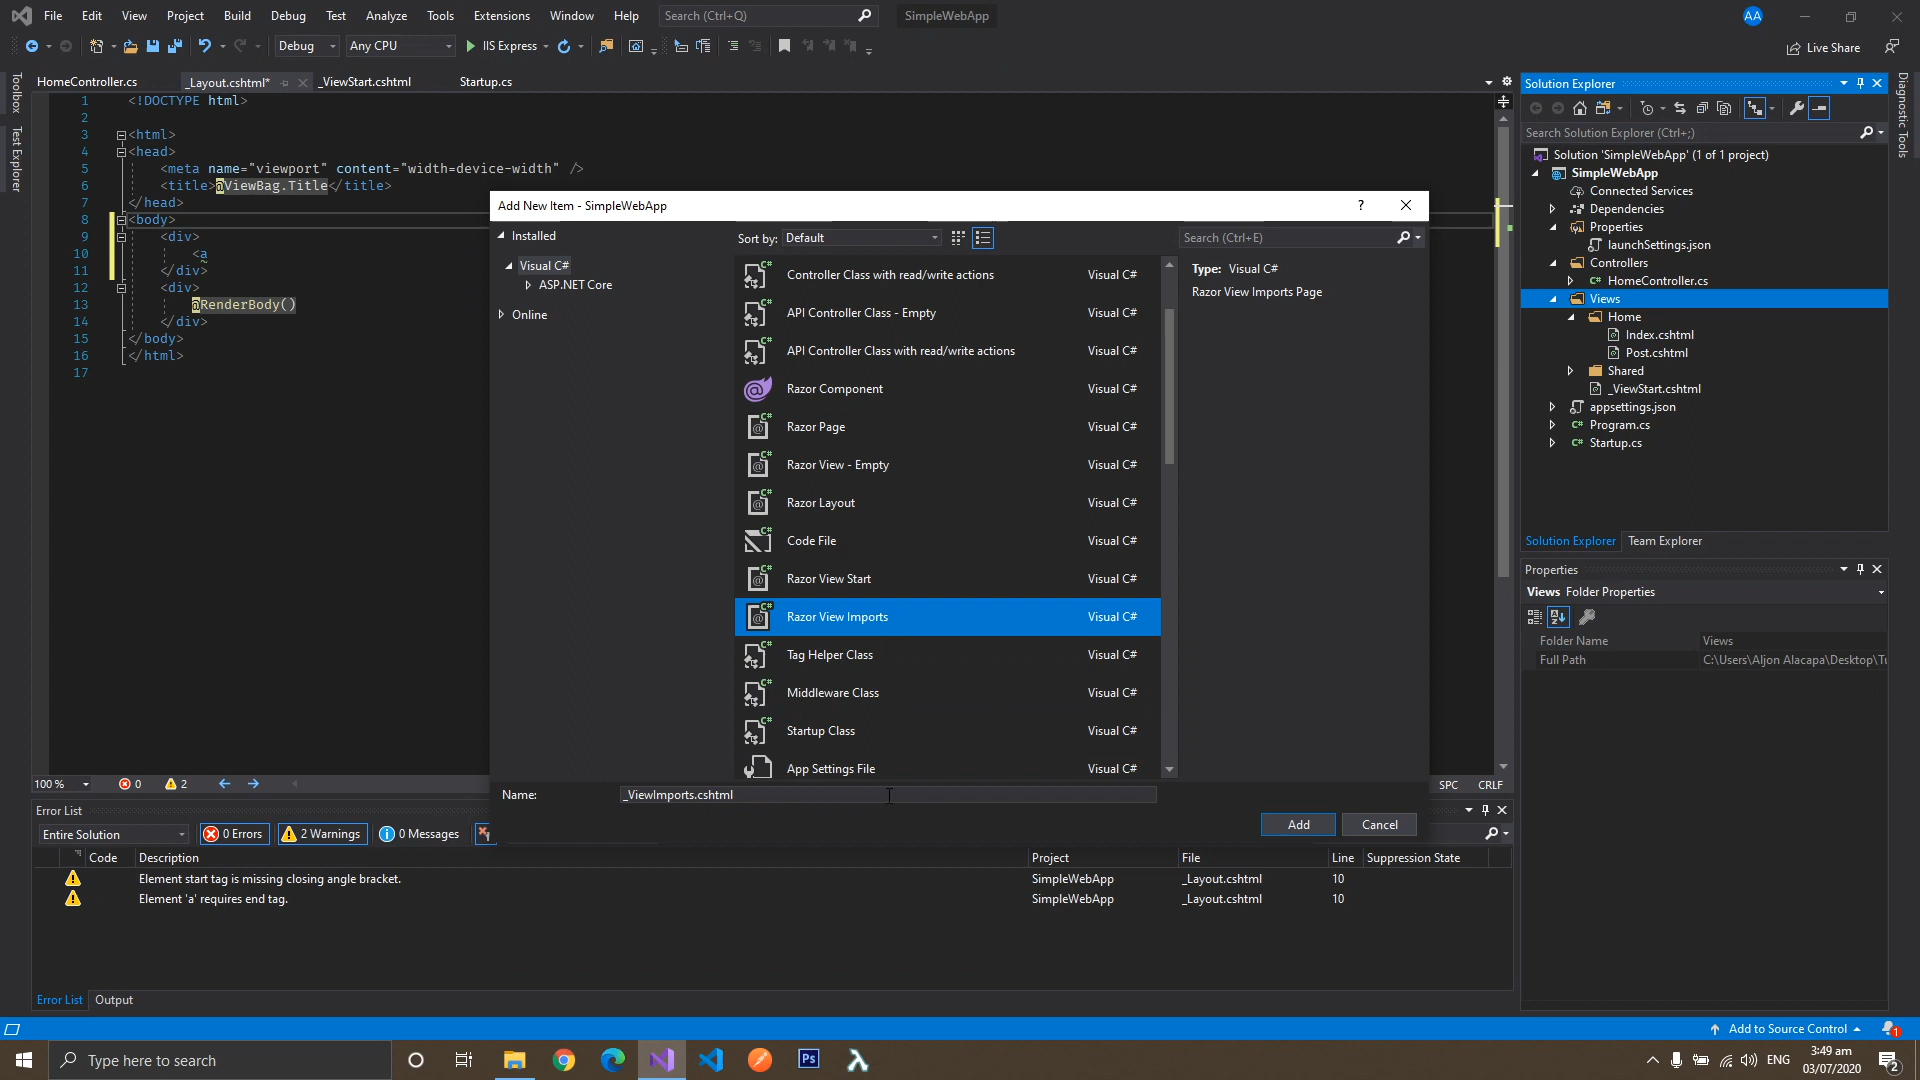 File Edit View Project Build Debug Test Analyze Tools Extensions Window Help Search (Ctrl+Q) SimpleWebApp AA
Debug Any CPU IIS Express Live Share
HomeController.cs _Layout.cshtml* _ViewStart.cshtml Startup.cs
Toolbox
Test Explorer
1 <!DOCTYPE html>
2
3 <html>
4 <head>
5 <meta name="viewport" content="width=device-width" />
6 <title>@ViewBag.Title</title>
7 </head>
8 <body>
9 <div>
10 <a
11 </div>
12 <div>
13 @RenderBody()
14 </div>
15 </body>
16 </html>
17
100 % 0 2 SPC CRLF
Add New Item - SimpleWebApp ?
Installed
Visual C#
ASP.NET Core
Online
Sort by: Default
Search (Ctrl+E)
Controller Class with read/write actions Visual C#
API Controller Class - Empty Visual C#
API Controller Class with read/write actions Visual C#
Razor Component Visual C#
Razor Page Visual C#
Razor View - Empty Visual C#
Razor Layout Visual C#
Code File Visual C#
Razor View Start Visual C#
Razor View Imports Visual C#
Tag Helper Class Visual C#
Middleware Class Visual C#
Startup Class Visual C#
App Settings File Visual C#
Type: Visual C#
Razor View Imports Page
Name: _ViewImports.cshtml
Add Cancel
Solution Explorer
Search Solution Explorer (Ctrl+;)
Solution 'SimpleWebApp' (1 of 1 project)
SimpleWebApp
Connected Services
Dependencies
Properties
launchSettings.json
Controllers
C# HomeController.cs
Views
Home
Index.cshtml
Post.cshtml
Shared
_ViewStart.cshtml
appsettings.json
C# Program.cs
C# Startup.cs
Solution Explorer Team Explorer
Diagnostic Tools
Properties
Views Folder Properties
Folder Name Views
Full Path C:\Users\Aljon Alacapa\Desktop\Tu
Error List
Entire Solution 0 Errors 2 Warnings 0 Messages
Code Description Project File Line Suppression State
Element start tag is missing closing angle bracket. SimpleWebApp _Layout.cshtml 10
Element 'a' requires end tag. SimpleWebApp _Layout.cshtml 10
Error List Output
Add to Source Control 1
Type here to search Ps ENG 3:49 am
03/07/2020 2